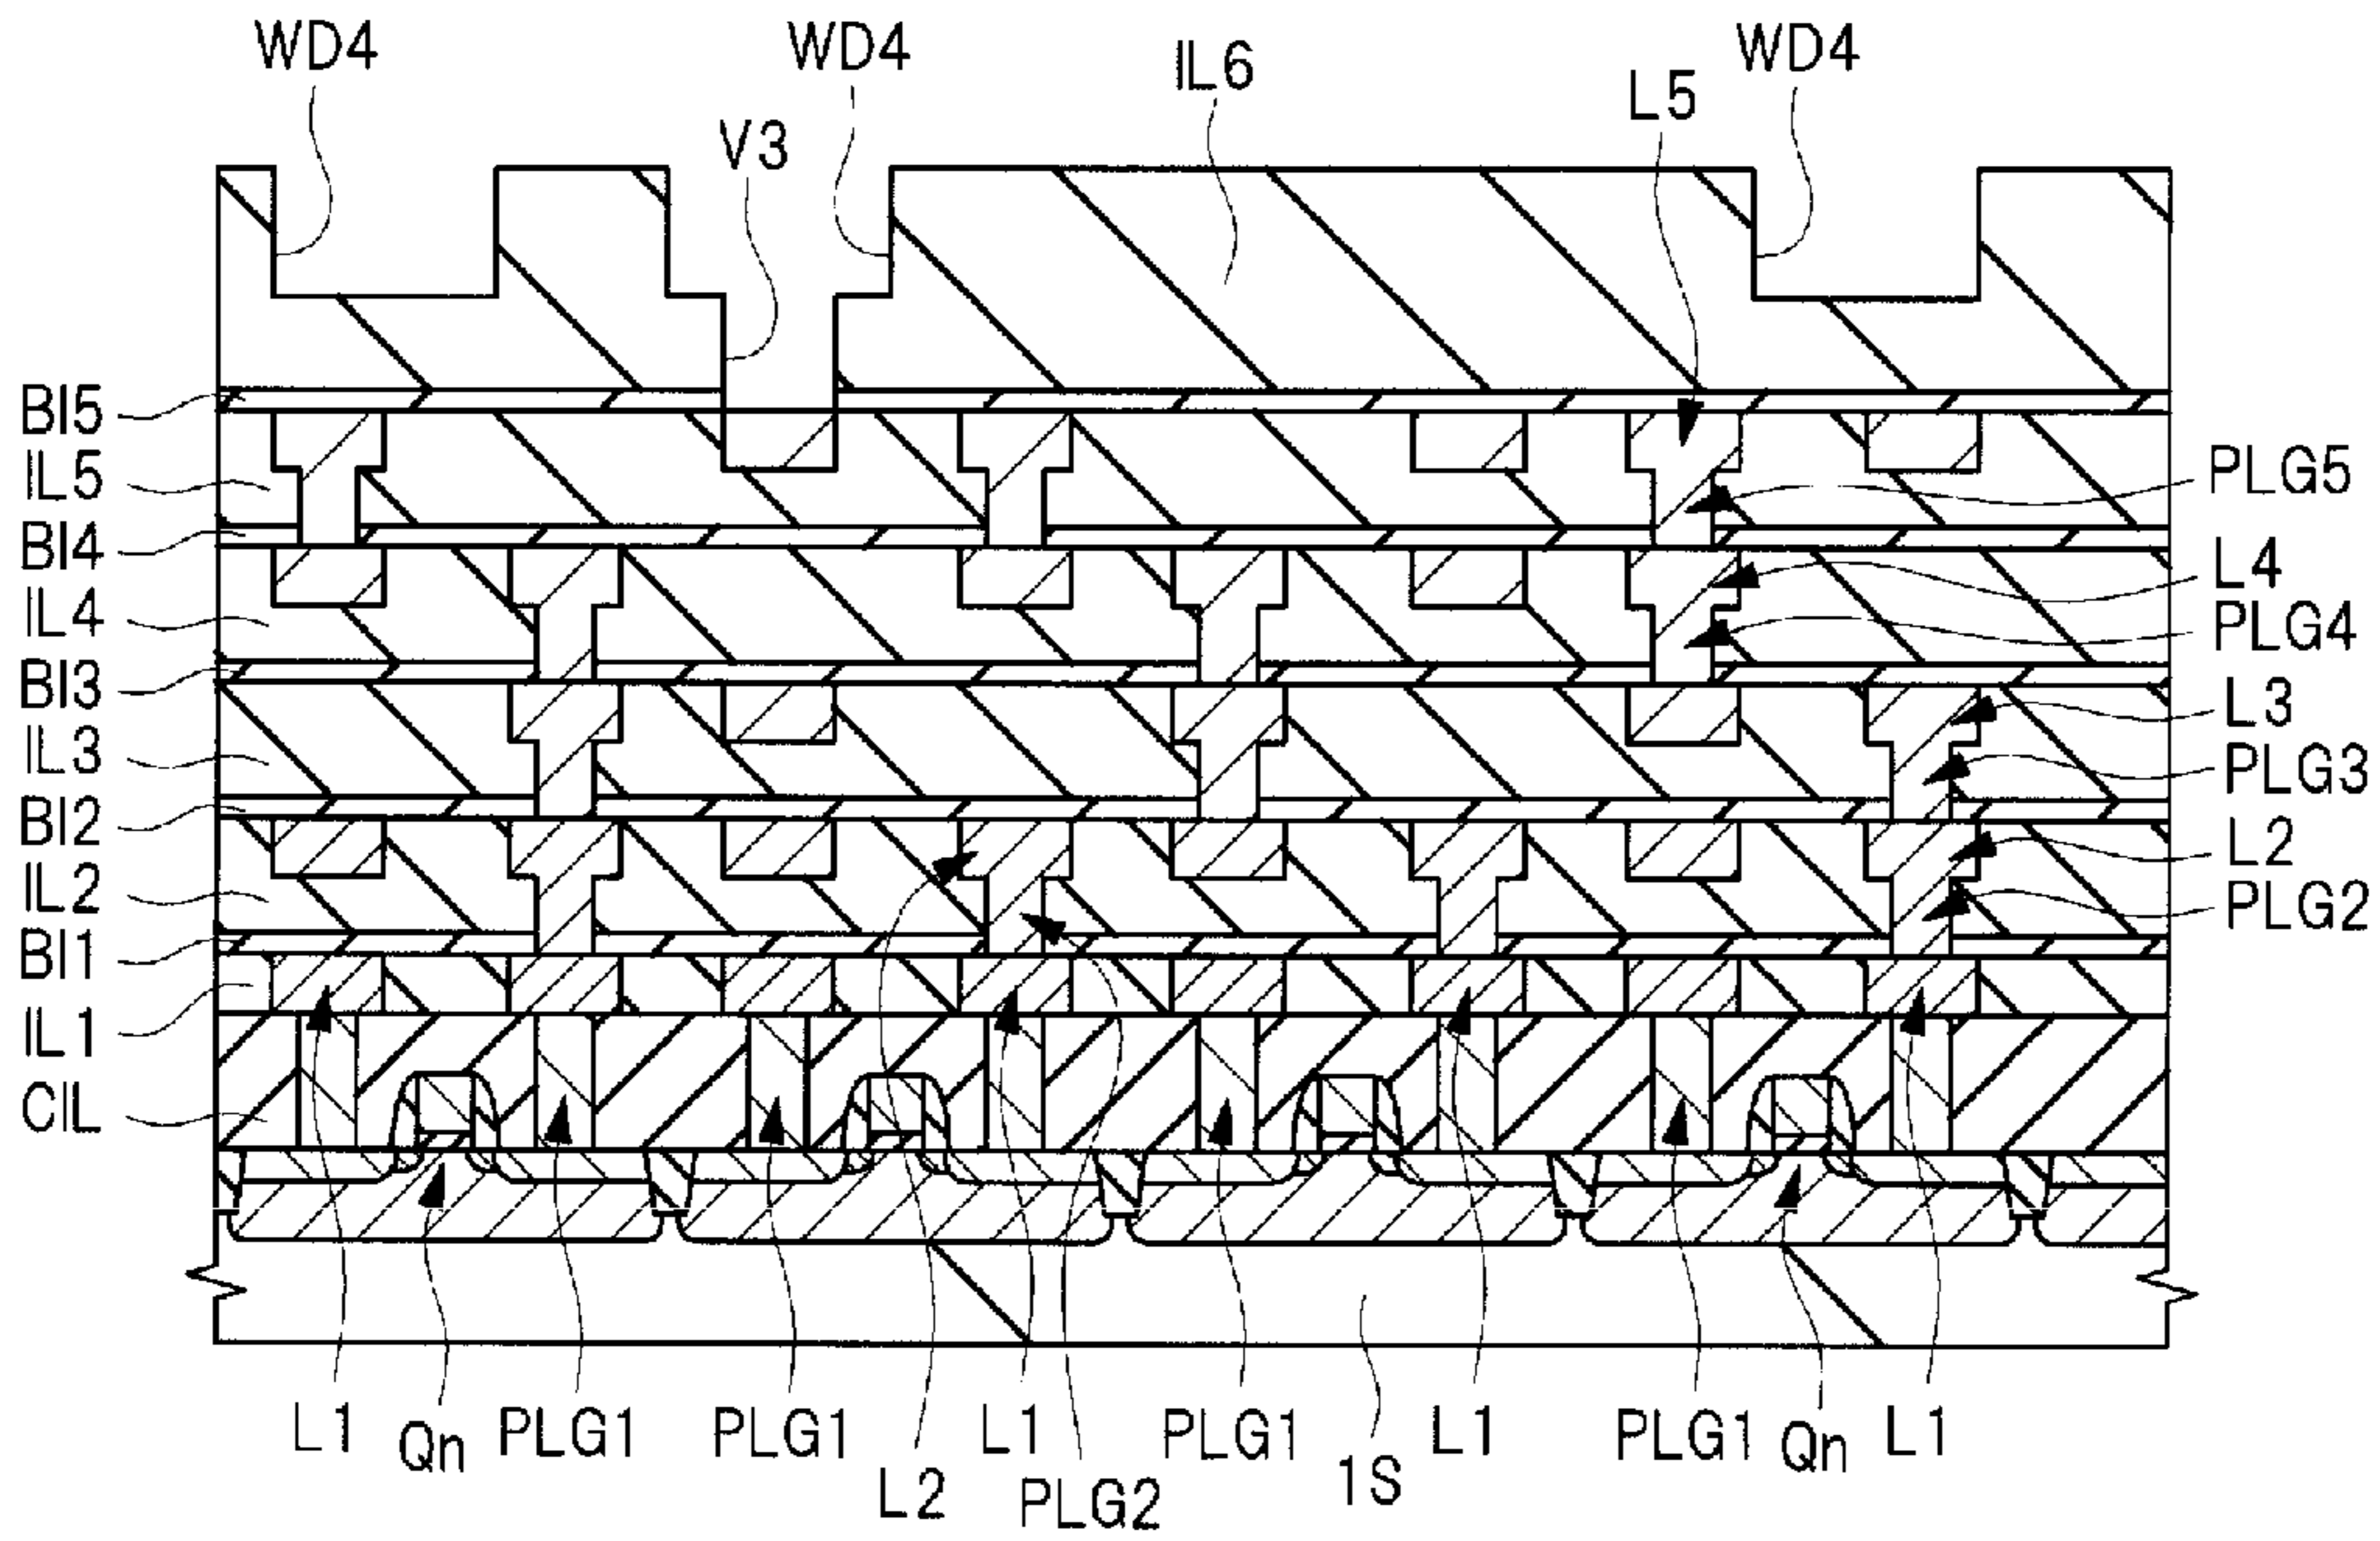 WD4 WD4 IL6 L5 WD4
V3
BI5
IL5 PLG5
BI4 L4
IL4 PLG4
BI3 L3
IL3 PLG3
BI2 L2
IL2 PLG2
BI1
IL1
CIL
L1 Qn PLG1 PLG1 L1 PLG1 L1 PLG1 Qn L1
L2 PLG2 1S